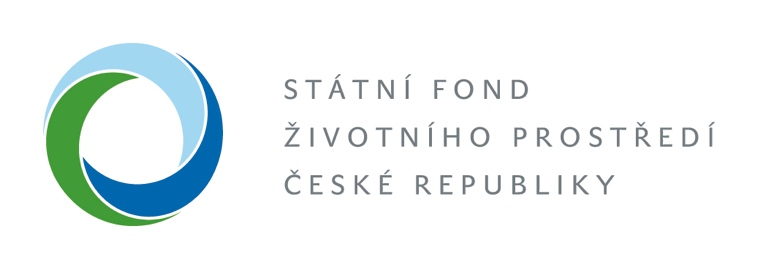 STÁTNÍ FOND
ŽIVOTNÍHO PROSTŘEDÍ
ČESKÉ REPUBLIKY